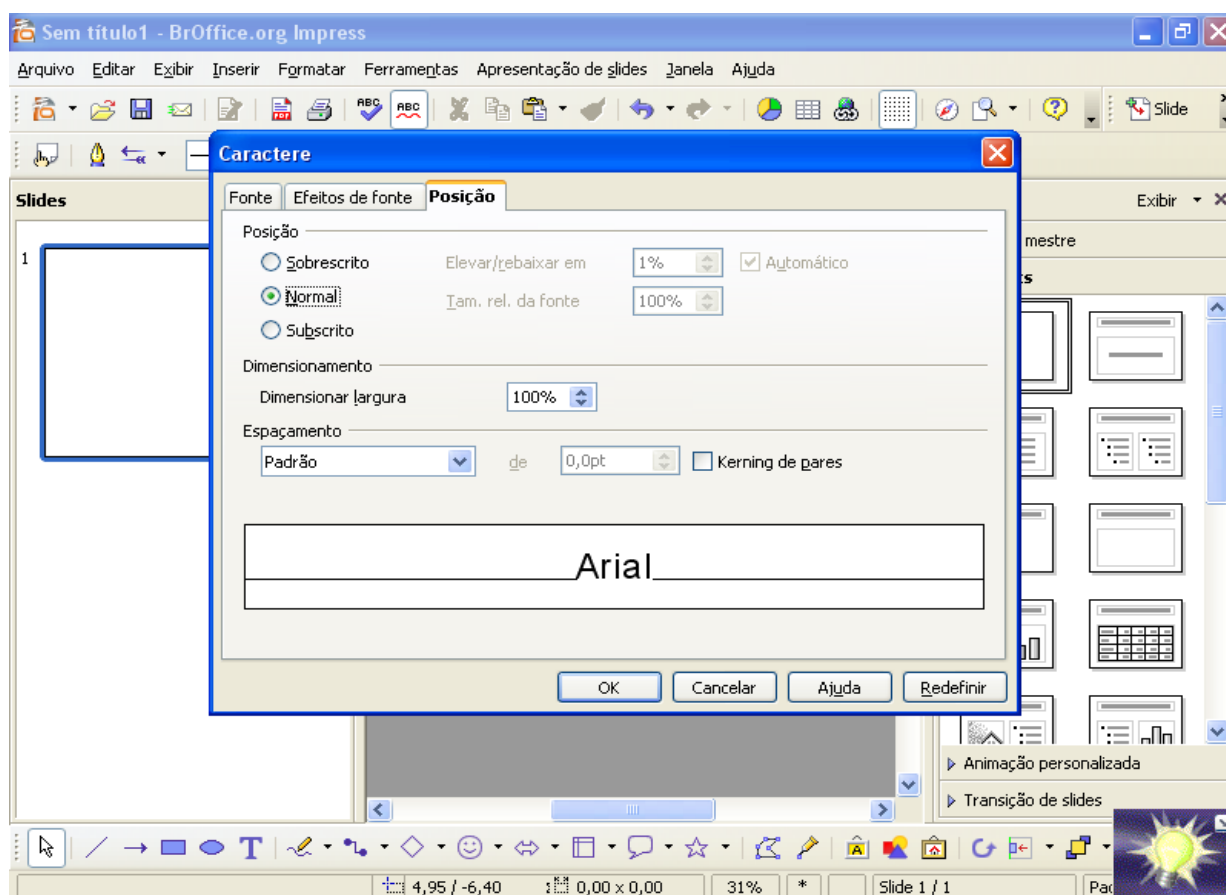 Sem título1 - BrOffice.org Impress
Arquivo Editar Exibir Inserir Formatar Ferramentas Apresentação de slides Janela Ajuda
ABC ABC Slide
Caractere
Slides Exibir
Fonte Efeitos de fonte Posição
mestre
Posição
1 Sobrescrito Elevar/rebaixar em 1% Automático
Normal Tam. rel. da fonte 100%
Subscrito
Dimensionamento
Dimensionar largura 100%
Espaçamento
Padrão de 0,0pt Kerning de pares
Arial
OK Cancelar Ajuda Redefinir
Animação personalizada
Transição de slides
T A
4,95 / -6,40 0,00 x 0,00 31% * Slide 1 / 1